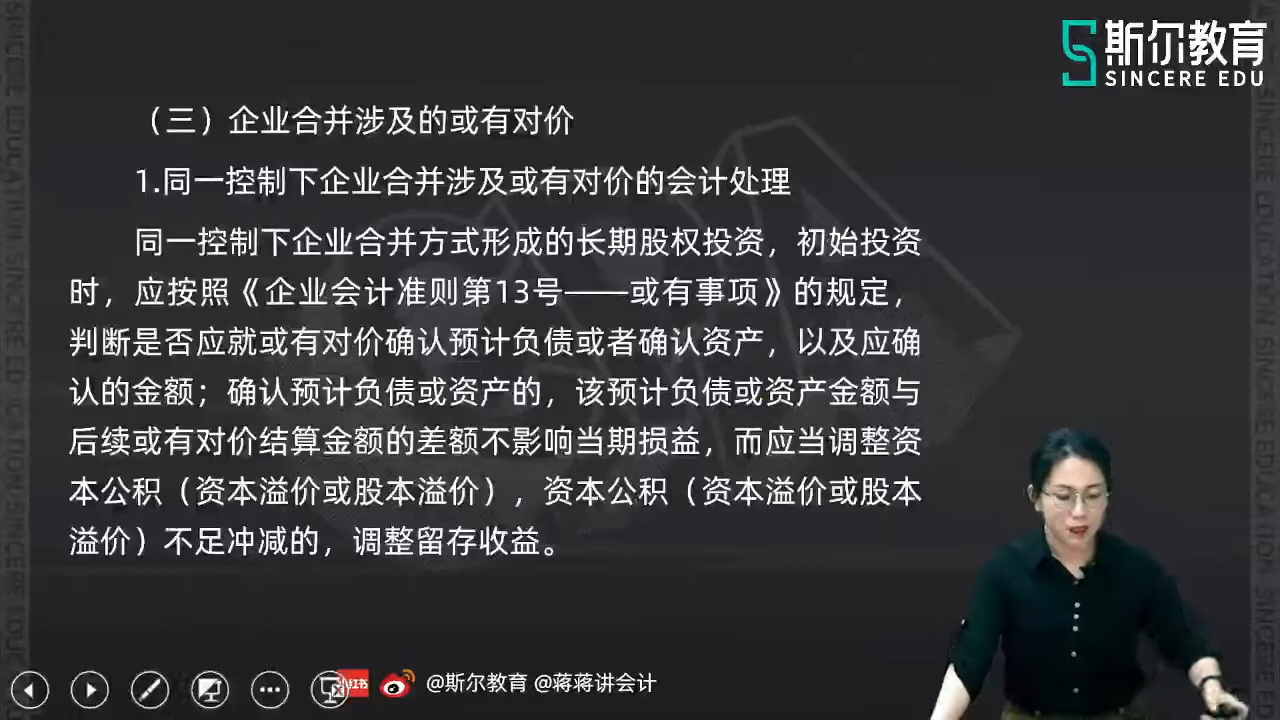 斯尔教育
SINCERE EDU
（三）企业合并涉及的或有对价
1.同一控制下企业合并涉及或有对价的会计处理
同一控制下企业合并方式形成的长期股权投资，初始投资
时，应按照《企业会计准则第13号——或有事项》的规定，
判断是否应就或有对价确认预计负债或者确认资产，以及应确
认的金额；确认预计负债或资产的，该预计负债或资产金额与
后续或有对价结算金额的差额不影响当期损益，而应当调整资
本公积（资本溢价或股本溢价），资本公积（资本溢价或股本
溢价）不足冲减的，调整留存收益。
@斯尔教育 @蒋蒋讲会计